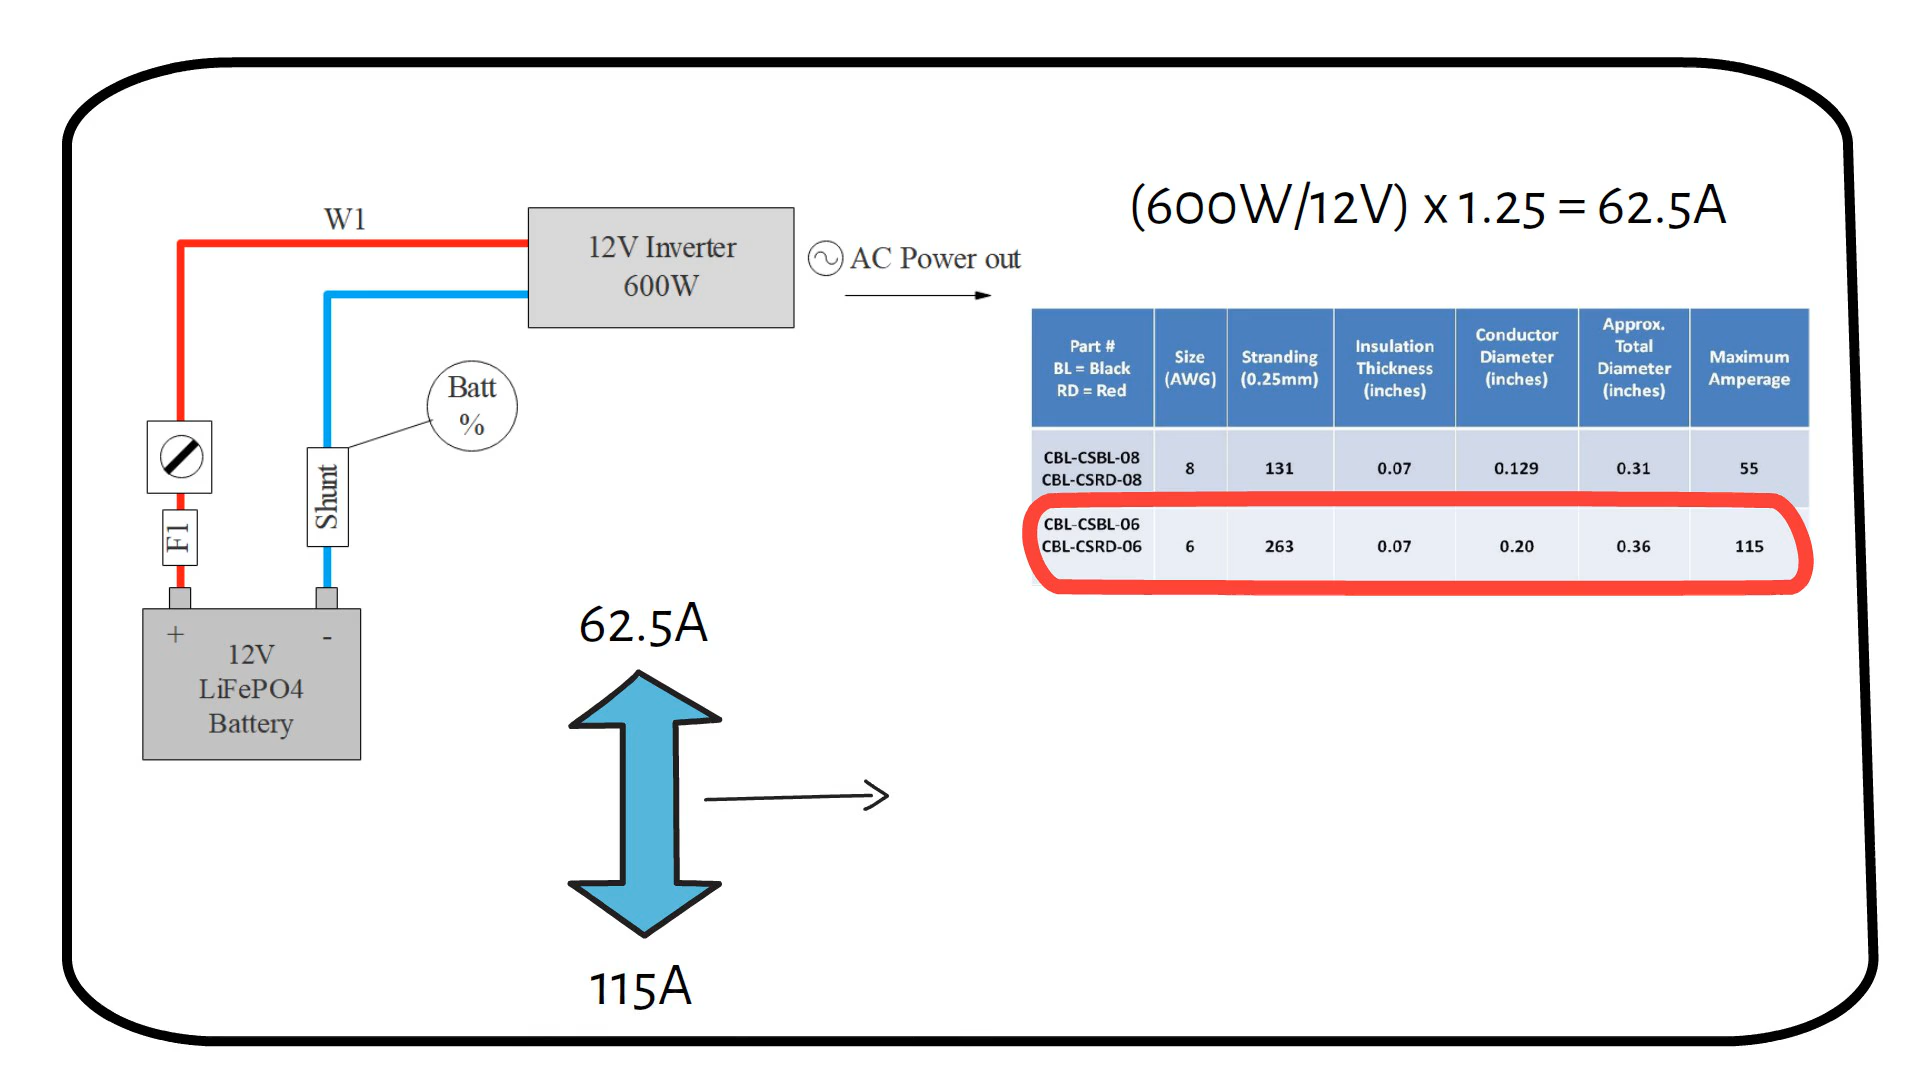 W1
12V Inverter
600W
AC Power out
Batt
%
Shunt
F1
+ -
12V
LiFePO4
Battery
(600W/12V) x 1.25 = 62.5A
Part #
BL = Black
RD = Red
Size
(AWG)
Stranding
(0.25mm)
Insulation
Thickness
(inches)
Conductor
Diameter
(inches)
Approx.
Total
Diameter
(inches)
Maximum
Amperage
CBL-CSBL-08
CBL-CSRD-08
8 131 0.07 0.129 0.31 55
CBL-CSBL-06
CBL-CSRD-06
6 263 0.07 0.20 0.36 115
62.5A
115A